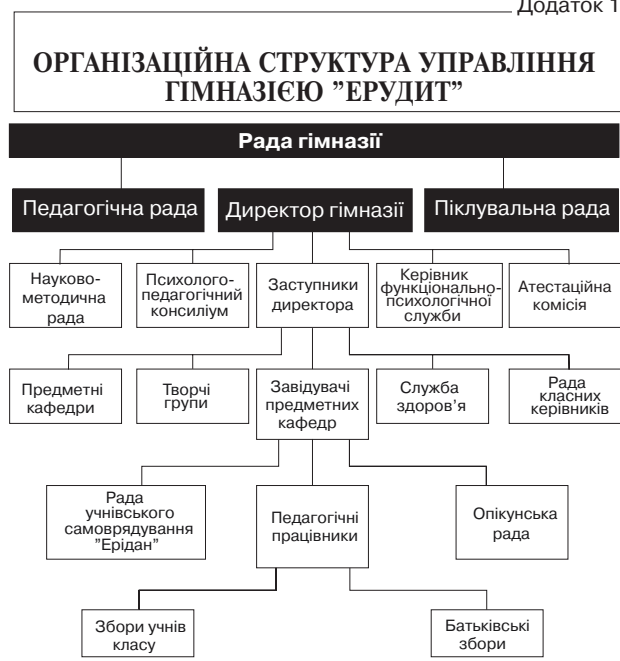 Додаток 1
ОРГАНІЗАЦІЙНА СТРУКТУРА УПРАВЛІННЯ
ГІМНАЗІЄЮ ”ЕРУДИТ”
Рада гімназії
Педагогічна рада
Директор гімназії
Піклувальна рада
Науково-
методична
рада
Психолого-
педагогічний
консиліум
Заступники
директора
Керівник
функціонально-
психологічної
служби
Атестаційна
комісія
Предметні
кафедри
Творчі
групи
Завідувачі
предметних
кафедр
Служба
здоров’я
Рада
класних
керівників
Рада
учнівського
самоврядування
”Ерідан”
Педагогічні
працівники
Опікунська
рада
Збори учнів
класу
Батьківські
збори